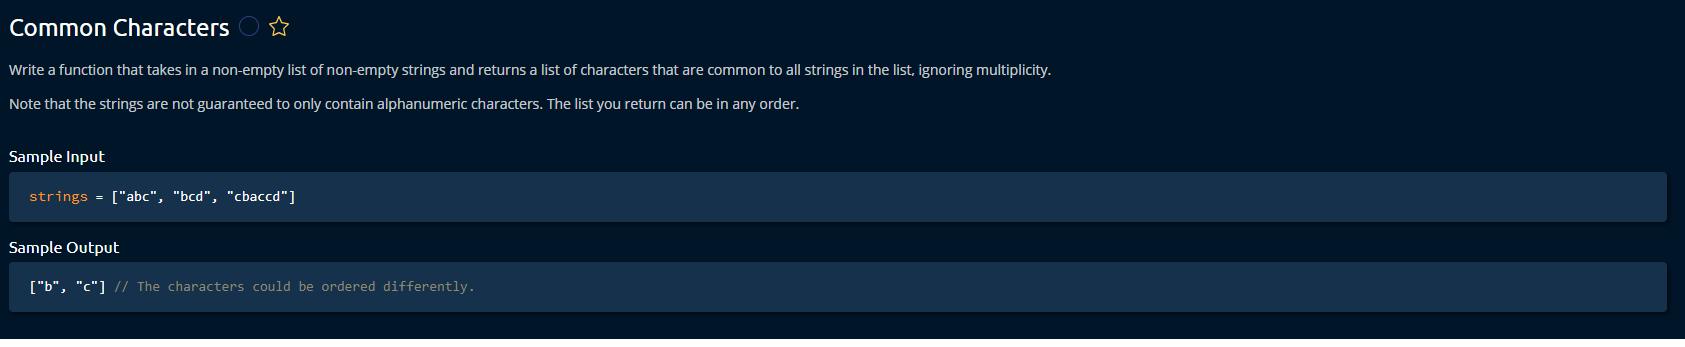 Common Characters
Write a function that takes in a non-empty list of non-empty strings and returns a list of characters that are common to all strings in the list, ignoring multiplicity.
Note that the strings are not guaranteed to only contain alphanumeric characters. The list you return can be in any order.
Sample Input
strings = ["abc", "bcd", "cbaccd"]
Sample Output
["b", "c"] // The characters could be ordered differently.